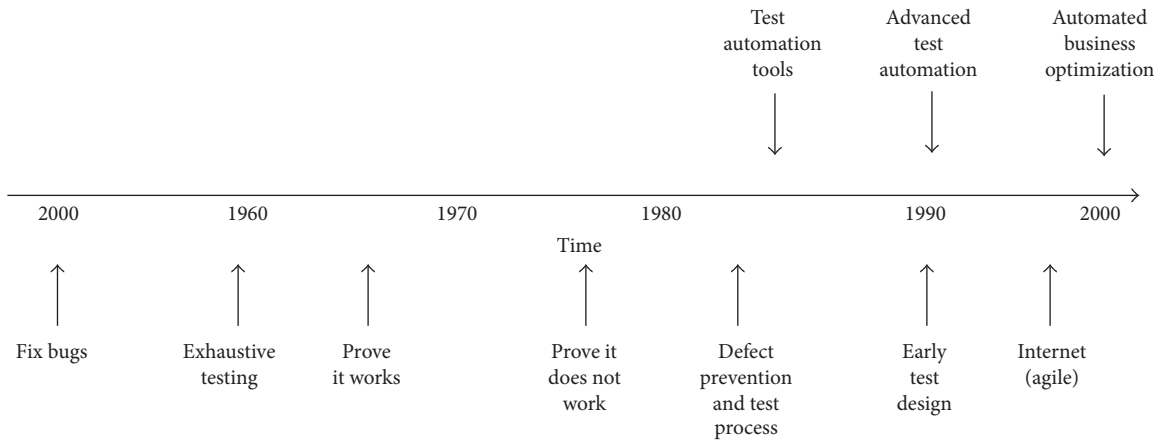 Test
automation
tools
Advanced
test
automation
Automated
business
optimization
2000 1960 1970 1980 1990 2000
Time
Fix bugs
Exhaustive
testing
Prove
it works
Prove it
does not
work
Defect
prevention
and test
process
Early
test
design
Internet
(agile)